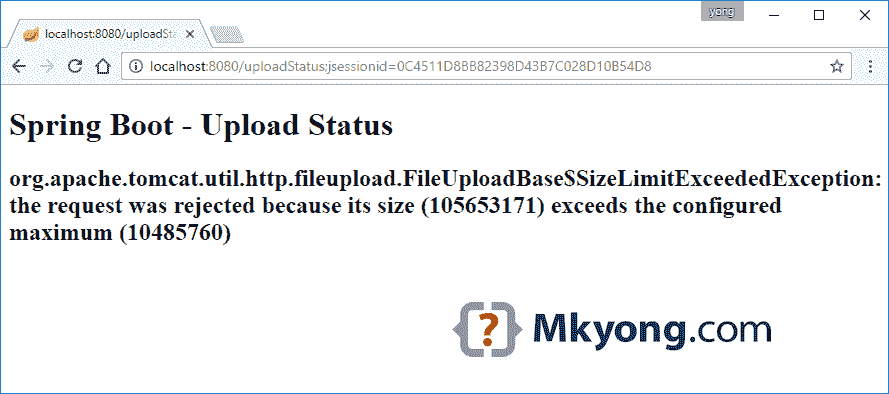 yong
localhost:8080/uploadSta
localhost:8080/uploadStatus;jsessionid=0C4511D8BB82398D43B7C028D10B54D8
Spring Boot - Upload Status
org.apache.tomcat.util.http.fileupload.FileUploadBase$SizeLimitExceededException:
the request was rejected because its size (105653171) exceeds the configured
maximum (10485760)
{?} Mkyong.com